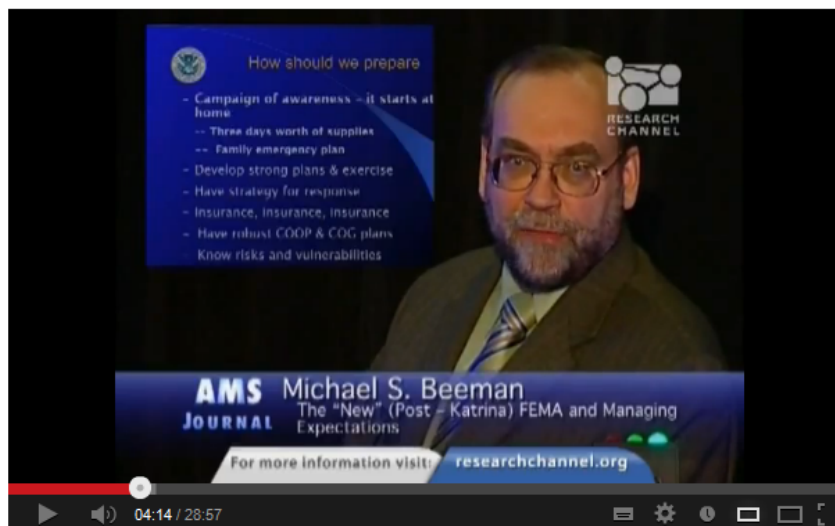 How should we prepare
- Campaign of awareness – it starts at
home
-- Three days worth of supplies
-- Family emergency plan
- Develop strong plans & exercise
- Have strategy for response
- Insurance, insurance, insurance
- Have robust COOP & COG plans
Know risks and vulnerabilities
RESEARCH
CHANNEL
AMS
JOURNAL
Michael S. Beeman
The "New" (Post – Katrina) FEMA and Managing
Expectations
For more information visit:
researchchannel.org
04:14 / 28:57